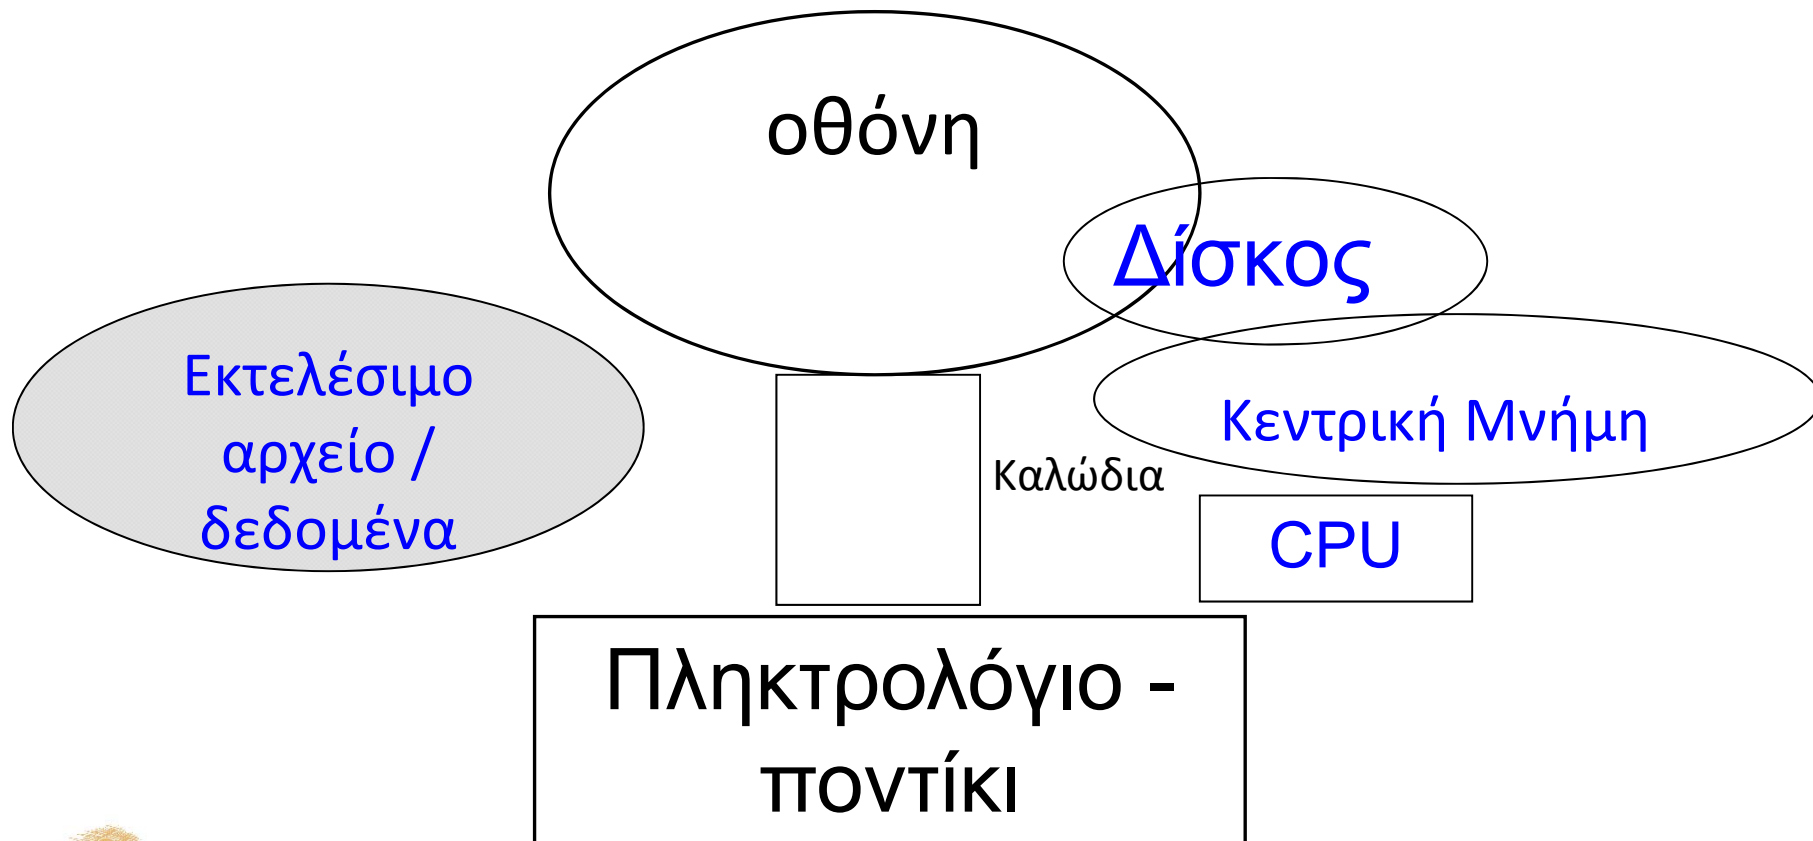 οθόνη
Δίσκος
Εκτελέσιμο
αρχείο /
δεδομένα
Κεντρική Μνήμη
Καλώδια
CPU
Πληκτρολόγιο -
ποντίκι